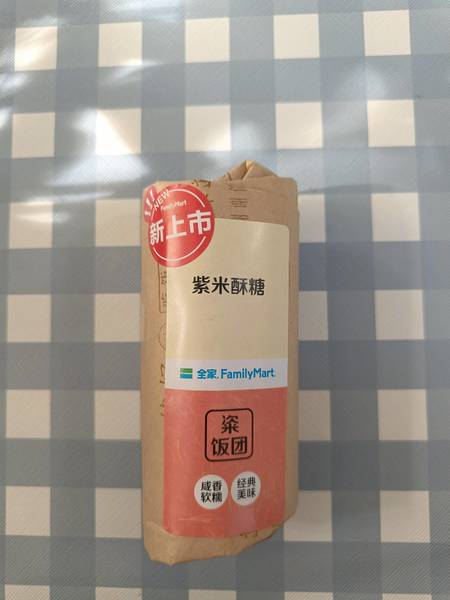 NEW
FamilyMart
新上市
紫米酥糖
全家 FamilyMart
粢
饭团
咸香
软糯
经典
美味